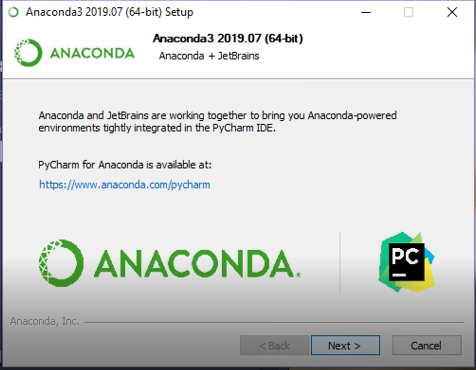 Anaconda3 2019.07 (64-bit) Setup
ANACONDA
Anaconda3 2019.07 (64-bit)
Anaconda + JetBrains
Anaconda and JetBrains are working together to bring you Anaconda-powered
environments tightly integrated in the PyCharm IDE.
PyCharm for Anaconda is available at:
https://www.anaconda.com/pycharm
ANACONDA.
PC
Anaconda, Inc.
< Back
Next >
Cancel